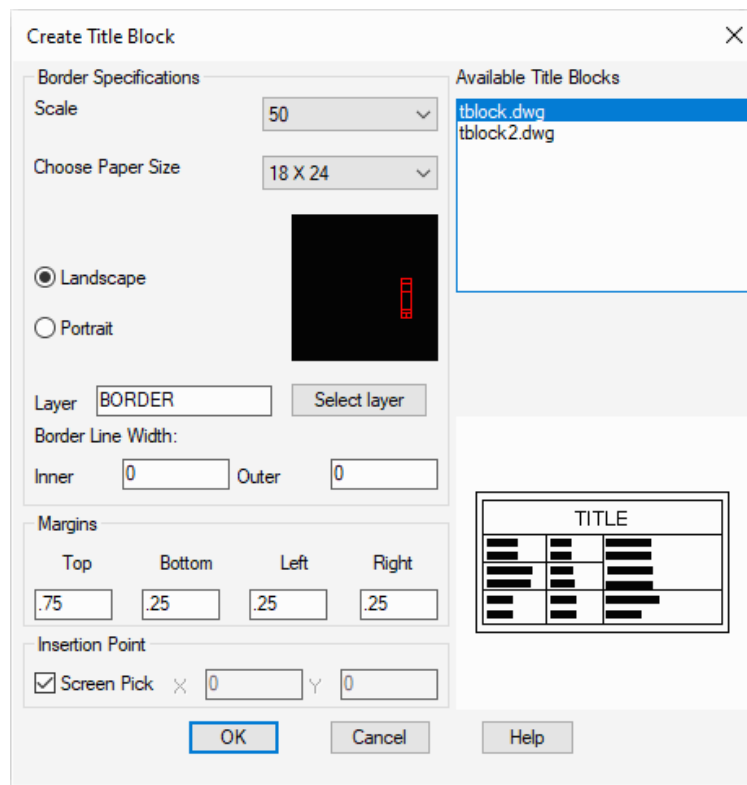 Create Title Block
Border Specifications
Scale
50
Choose Paper Size
18 X 24
Landscape
Portrait
Layer
BORDER
Select layer
Border Line Width:
Inner
0
Outer
0
Margins
Top
Bottom
Left
Right
.75
.25
.25
.25
Insertion Point
Screen Pick
X
0
Y
0
Available Title Blocks
tblock.dwg
tblock2.dwg
TITLE
OK
Cancel
Help